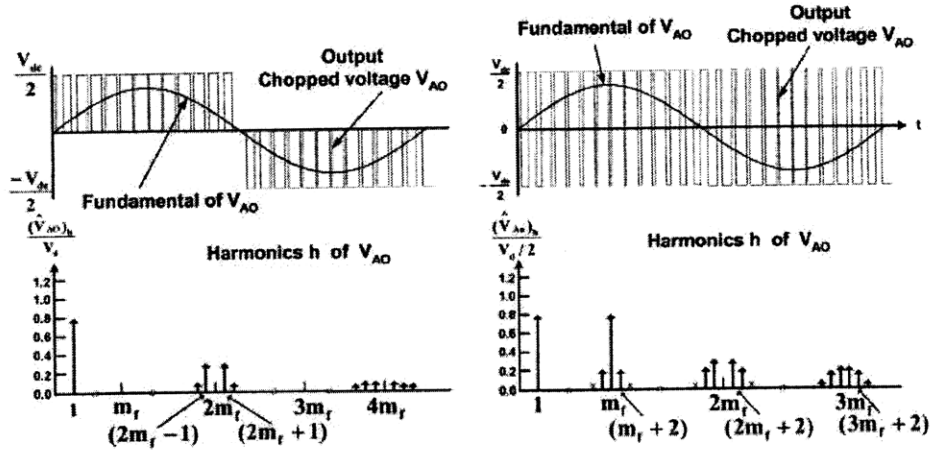 Output
Chopped voltage V_AO
V_dc
2
-V_dc
2
Fundamental of V_AO
(V̂_AO)_h
V_d
Harmonics h of V_AO
1.2
1.0
0.8
0.6
0.4
0.2
0.0
1 m_f 2m_f 3m_f 4m_f
(2m_f − 1) (2m_f + 1)
Fundamental of V_AO
Output
Chopped voltage V_AO
V_dc
2
0
t
-V_dc
2
(V̂_Ao)_h
V_d / 2
Harmonics h of V_AO
1.2
1.0
0.8
0.6
0.4
0.2
0.0
1 m_f 2m_f 3m_f
(m_f + 2) (2m_f + 2) (3m_f + 2)